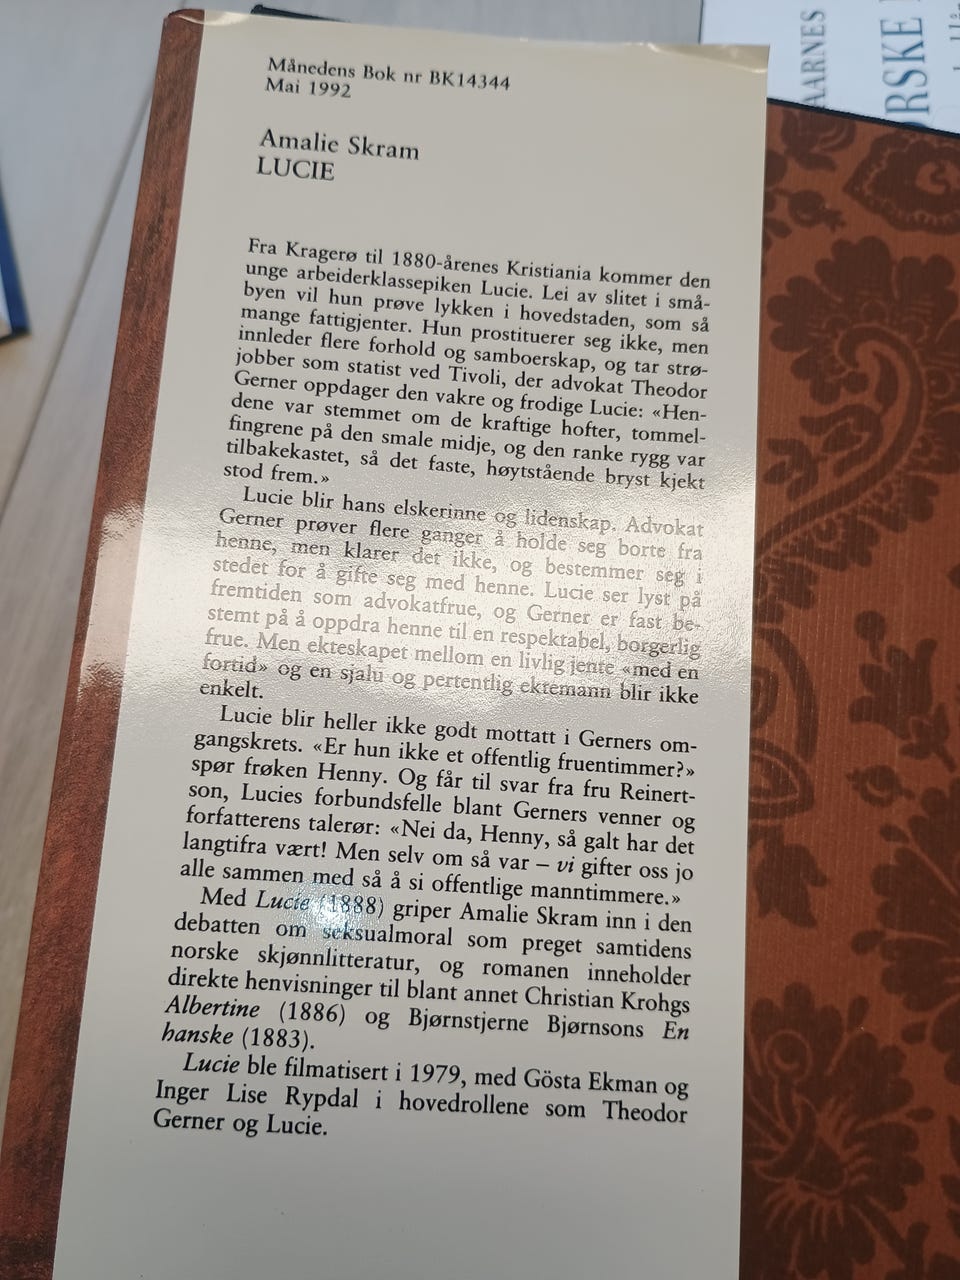 Månedens Bok nr BK14344
Mai 1992
Amalie Skram
LUCIE
Fra Kragerø til 1880-årenes Kristiania kommer den
unge arbeiderklassepiken Lucie. Lei av slitet i små-
byen vil hun prøve lykken i hovedstaden, som så
mange fattigjenter. Hun prostituerer seg ikke, men
innleder flere forhold og samboerskap, og tar strø-
jobber som statist ved Tivoli, der advokat Theodor
Gerner oppdager den vakre og frodige Lucie: «Hen-
dene var stemmet om de kraftige hofter, tommel-
fingrene på den smale midje, og den ranke rygg var
tilbakekastet, så det faste, høytstående bryst kjekt
stod frem.»
Lucie blir hans elskerinne og lidenskap. Advokat
Gerner prøver flere ganger å holde seg borte fra
henne, men klarer det ikke, og bestemmer seg i
stedet for å gifte seg med henne. Lucie ser lyst på
fremtiden som advokatfrue, og Gerner er fast be-
stemt på å oppdra henne til en respektabel, borgerlig
frue. Men ekteskapet mellom en livlig jente «med en
fortid» og en sjalu og pertentlig ektemann blir ikke
enkelt.
Lucie blir heller ikke godt mottatt i Gerners om-
gangskrets. «Er hun ikke et offentlig fruentimmer?»
spør frøken Henny. Og får til svar fra fru Reinert-
son, Lucies forbundsfelle blant Gerners venner og
forfatterens talerør: «Nei da, Henny, så galt har det
langtifra vært! Men selv om så var – vi gifter oss jo
alle sammen med så å si offentlige manntimmere.»
Med Lucie (1888) griper Amalie Skram inn i den
debatten om seksualmoral som preget samtidens
norske skjønnlitteratur, og romanen inneholder
direkte henvisninger til blant annet Christian Krohgs
Albertine (1886) og Bjørnstjerne Bjørnsons En
hanske (1883).
Lucie ble filmatisert i 1979, med Gösta Ekman og
Inger Lise Rypdal i hovedrollene som Theodor
Gerner og Lucie.
AARNES
ORSKE